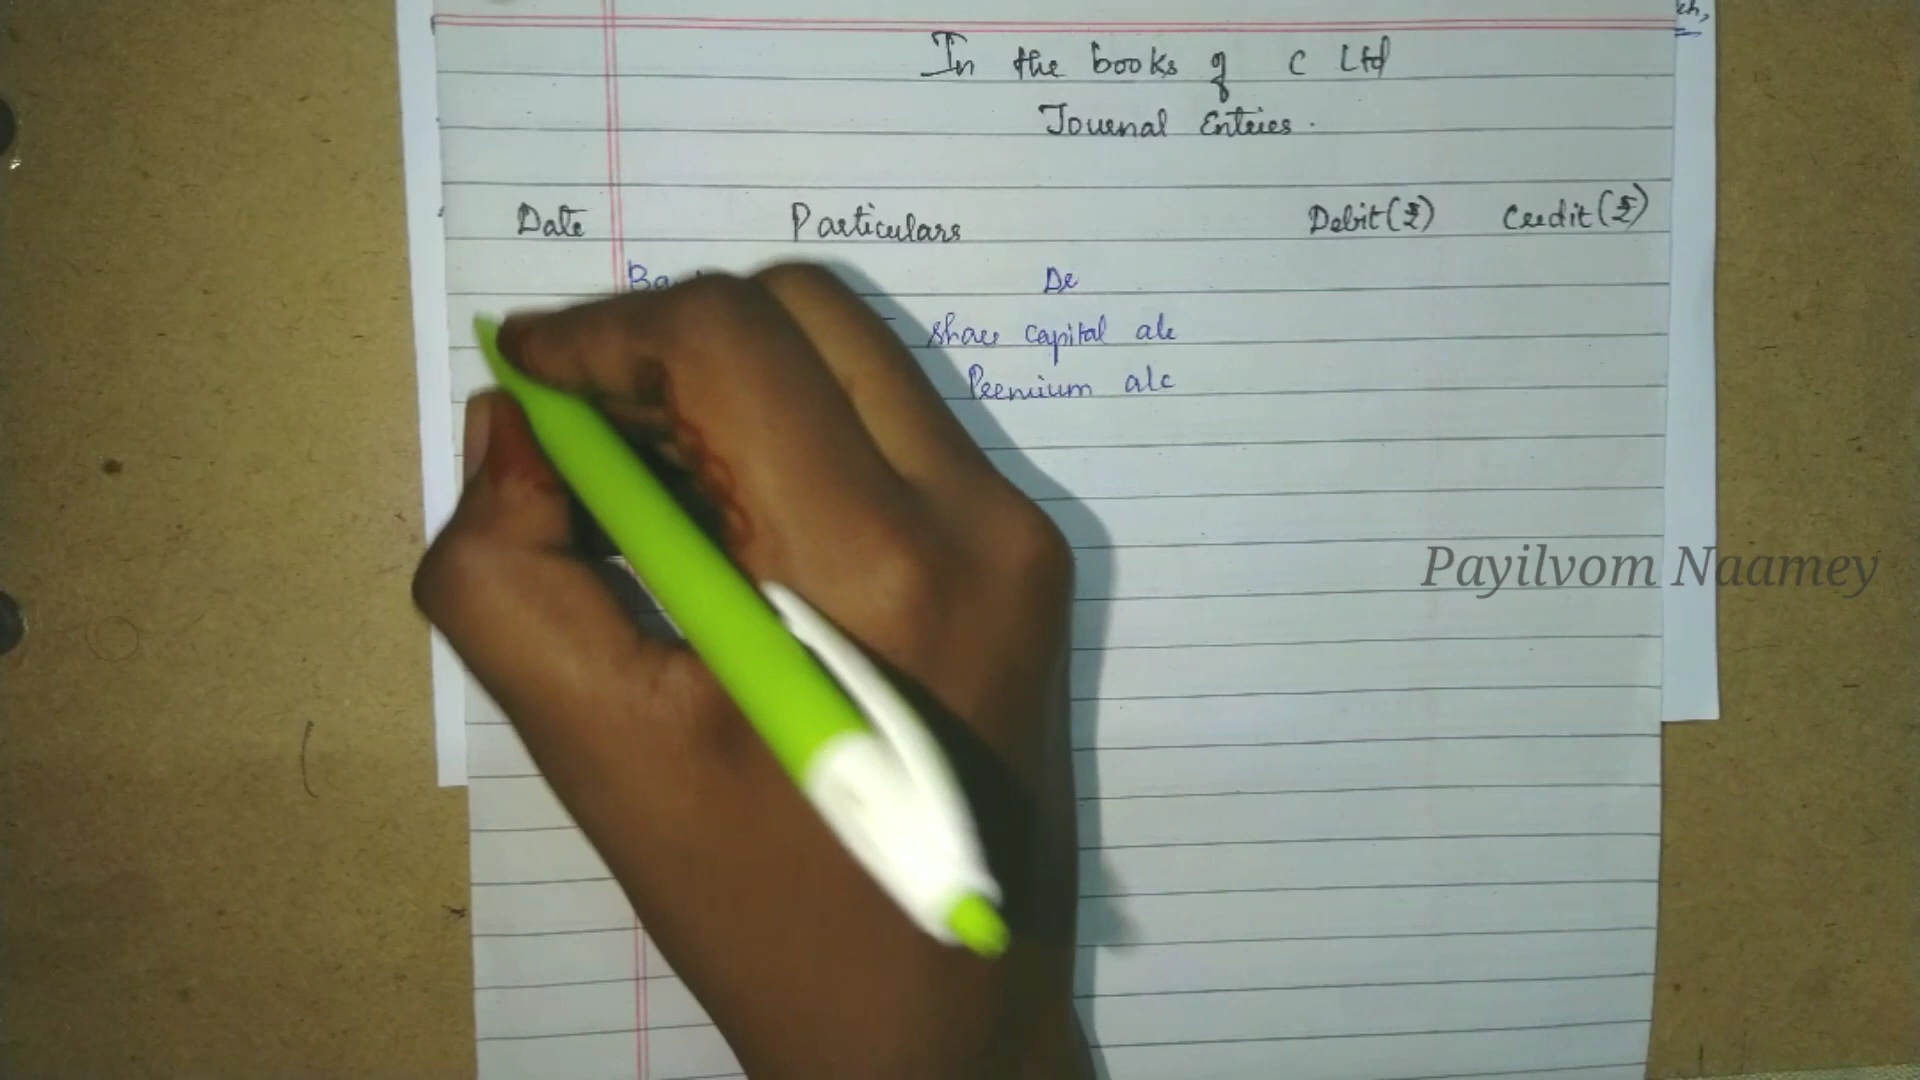 In the books of C Ltd
Journal Entries.
Date Particulars Debit(₹) Credit(₹)
Dr
share capital a/c
Premium a/c
Payilvom Naamey